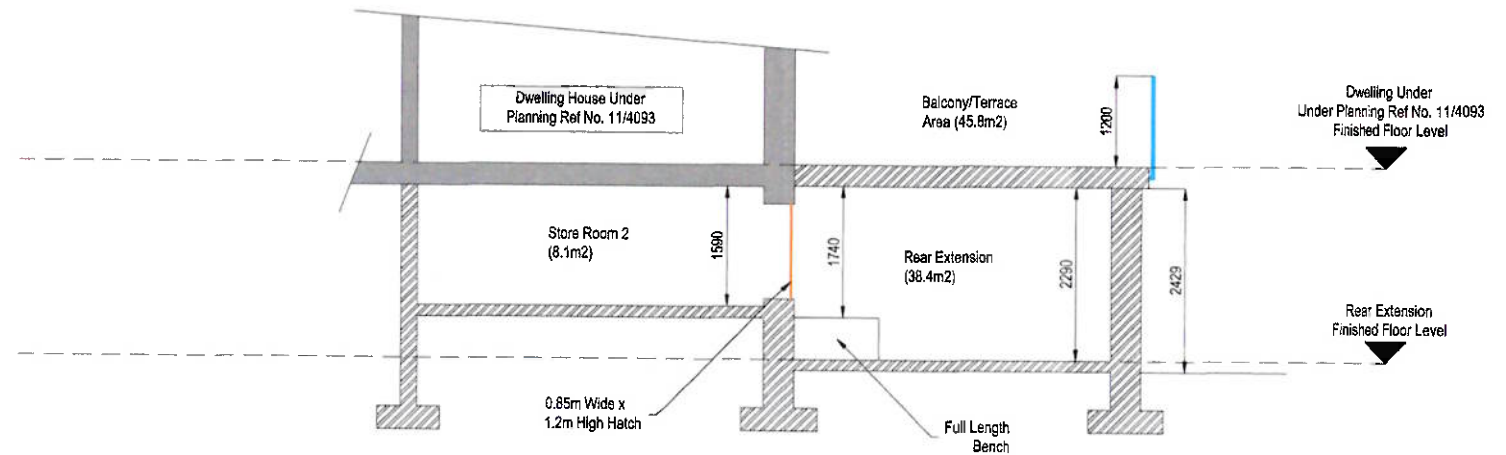 Dwelling House Under
Planning Ref No. 11/4093
Balcony/Terrace
Area (45.8m2)
1200
Dwelling Under
Under Planning Ref No. 11/4093
Finished Floor Level
Store Room 2
(8.1m2)
1590
1740
Rear Extension
(38.4m2)
2290
2429
Rear Extension
Finished Floor Level
0.85m Wide x
1.2m High Hatch
Full Length
Bench